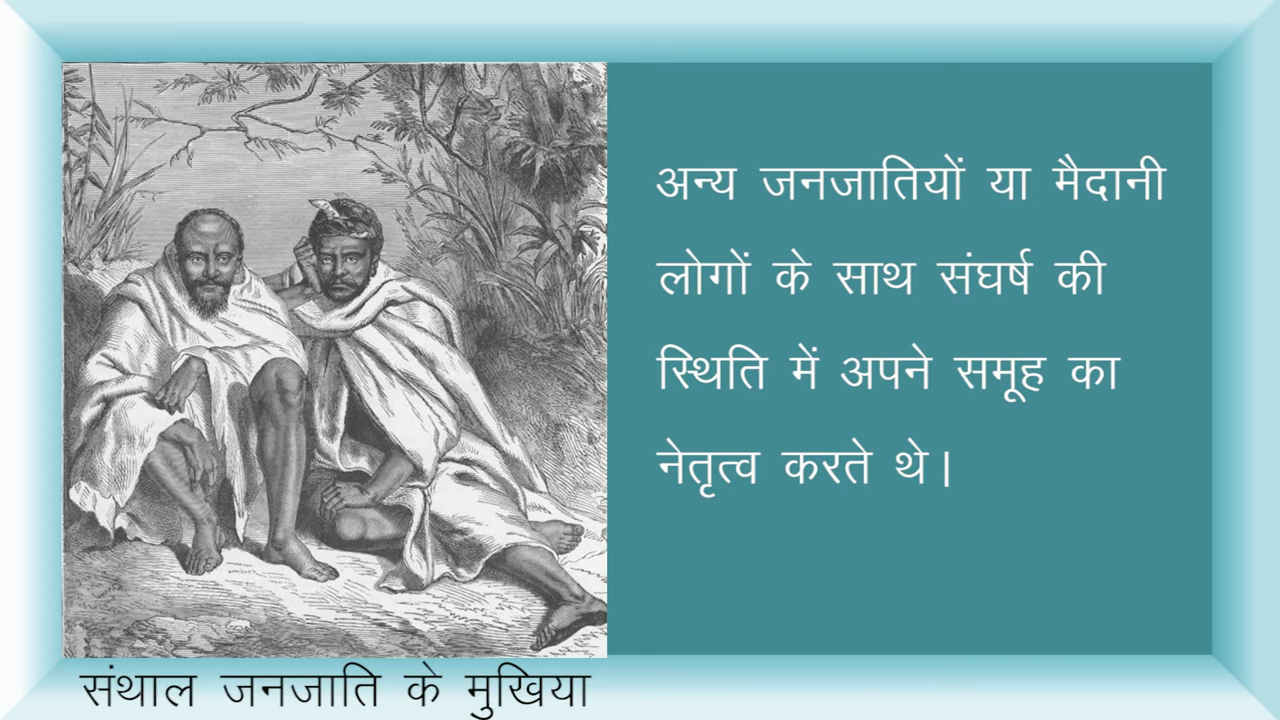 अन्य जनजातियों या मैदानी
लोगों के साथ संघर्ष की
स्थिति में अपने समूह का
नेतृत्व करते थे।
संथाल जनजाति के मुखिया